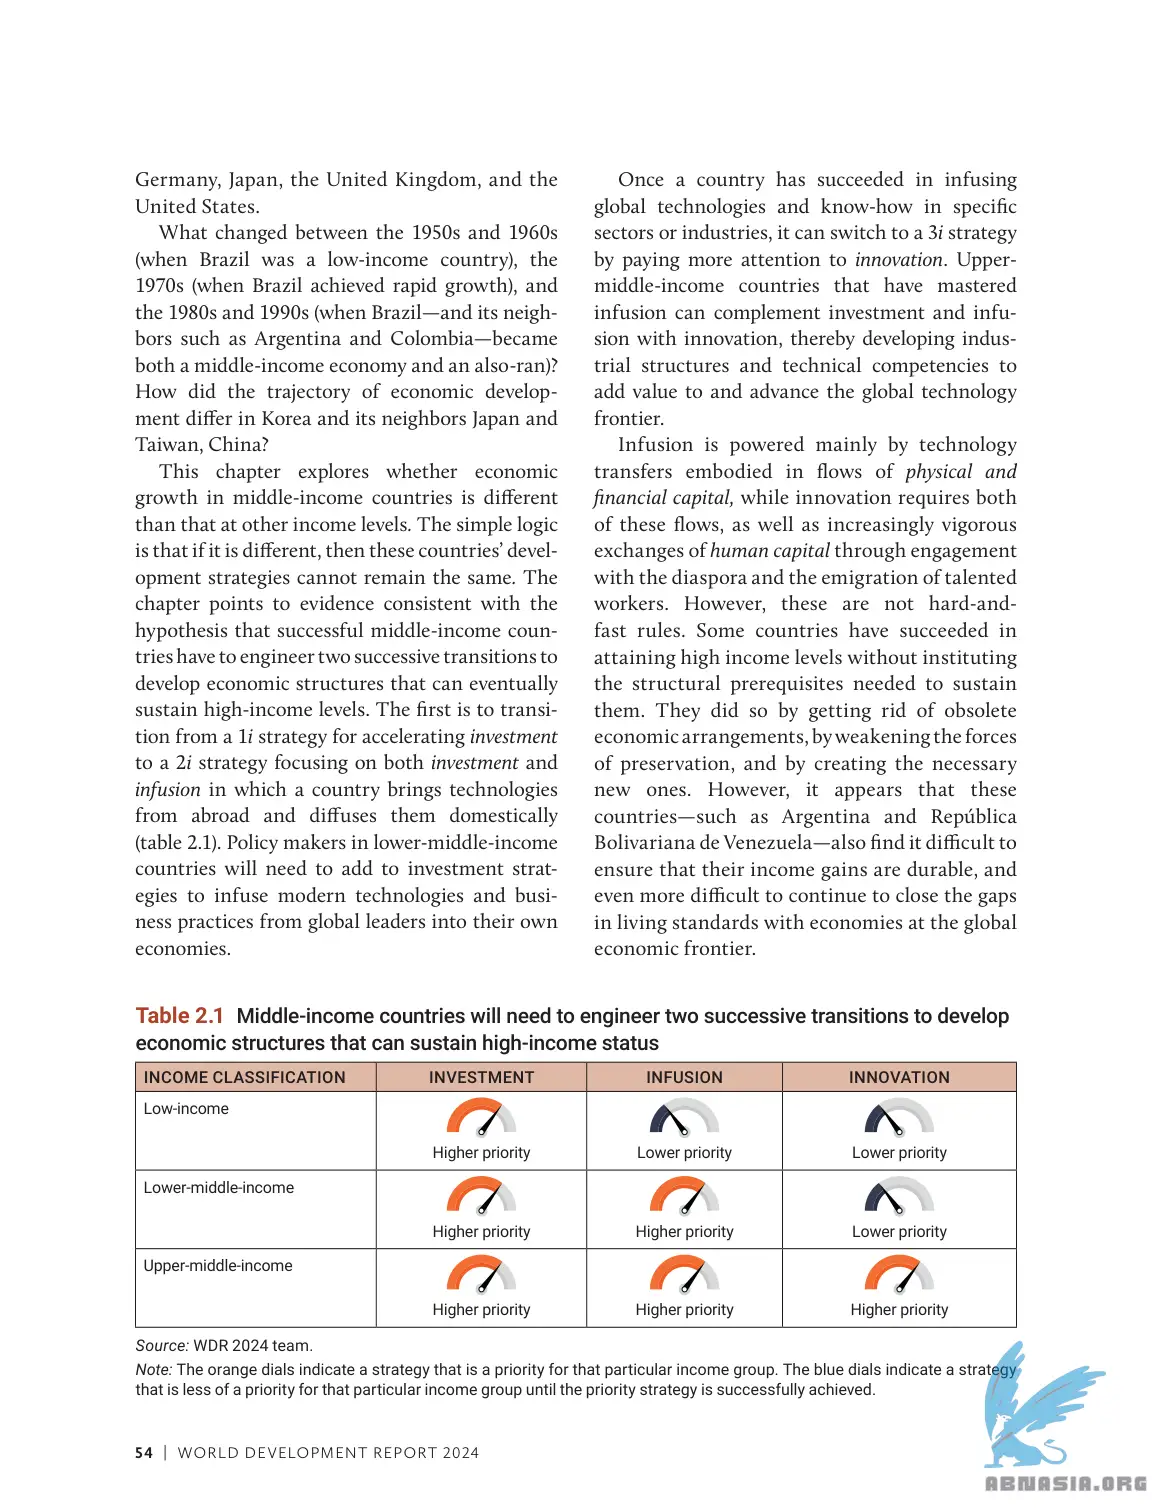 Germany, Japan, the United Kingdom, and the
United States.
What changed between the 1950s and 1960s
(when Brazil was a low-income country), the
1970s (when Brazil achieved rapid growth), and
the 1980s and 1990s (when Brazil—and its neigh-
bors such as Argentina and Colombia—became
both a middle-income economy and an also-ran)?
How did the trajectory of economic develop-
ment differ in Korea and its neighbors Japan and
Taiwan, China?
This chapter explores whether economic
growth in middle-income countries is different
than that at other income levels. The simple logic
is that if it is different, then these countries’ devel-
opment strategies cannot remain the same. The
chapter points to evidence consistent with the
hypothesis that successful middle-income coun-
tries have to engineer two successive transitions to
develop economic structures that can eventually
sustain high-income levels. The first is to transi-
tion from a 1i strategy for accelerating investment
to a 2i strategy focusing on both investment and
infusion in which a country brings technologies
from abroad and diffuses them domestically
(table 2.1). Policy makers in lower-middle-income
countries will need to add to investment strat-
egies to infuse modern technologies and busi-
ness practices from global leaders into their own
economies.
Once a country has succeeded in infusing
global technologies and know-how in specific
sectors or industries, it can switch to a 3i strategy
by paying more attention to innovation. Upper-
middle-income countries that have mastered
infusion can complement investment and infu-
sion with innovation, thereby developing indus-
trial structures and technical competencies to
add value to and advance the global technology
frontier.
Infusion is powered mainly by technology
transfers embodied in flows of physical and
financial capital, while innovation requires both
of these flows, as well as increasingly vigorous
exchanges of human capital through engagement
with the diaspora and the emigration of talented
workers. However, these are not hard-and-
fast rules. Some countries have succeeded in
attaining high income levels without instituting
the structural prerequisites needed to sustain
them. They did so by getting rid of obsolete
economic arrangements, by weakening the forces
of preservation, and by creating the necessary
new ones. However, it appears that these
countries—such as Argentina and República
Bolivariana de Venezuela—also find it difficult to
ensure that their income gains are durable, and
even more difficult to continue to close the gaps
in living standards with economies at the global
economic frontier.
Table 2.1 Middle-income countries will need to engineer two successive transitions to develop
economic structures that can sustain high-income status
INCOME CLASSIFICATION INVESTMENT INFUSION INNOVATION
Low-income
Higher priority Lower priority Lower priority
Lower-middle-income
Higher priority Higher priority Lower priority
Upper-middle-income
Higher priority Higher priority Higher priority
Source: WDR 2024 team.
Note: The orange dials indicate a strategy that is a priority for that particular income group. The blue dials indicate a strategy
that is less of a priority for that particular income group until the priority strategy is successfully achieved.
54 | WORLD DEVELOPMENT REPORT 2024
ABNASIA.ORG